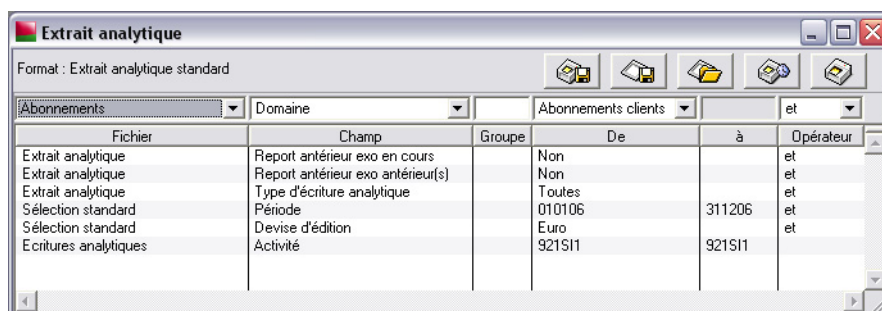 Extrait analytique
Format : Extrait analytique standard
Abonnements Domaine Abonnements clients et
Fichier Champ Groupe De à Opérateur
Extrait analytique Report antérieur exo en cours Non et
Extrait analytique Report antérieur exo antérieur(s) Non et
Extrait analytique Type d'écriture analytique Toutes et
Sélection standard Période 010106 311206 et
Sélection standard Devise d'édition Euro et
Ecritures analytiques Activité 921SI1 921SI1